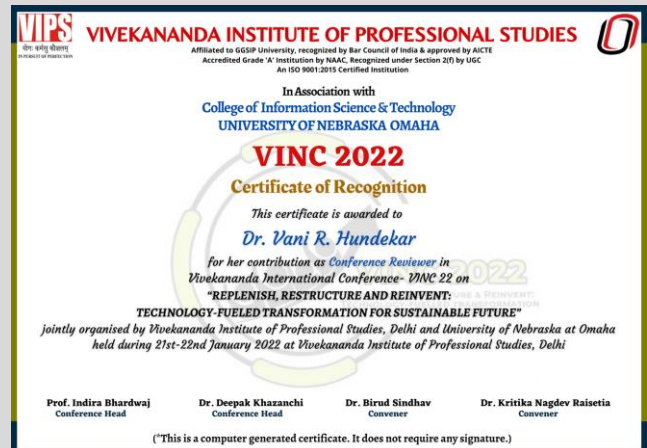 VIPS
योगः कर्मसु कौशलम्
IN PURSUIT OF PERFECTION
VIVEKANANDA INSTITUTE OF PROFESSIONAL STUDIES
Affiliated to GGSIP University, recognized by Bar Council of India & approved by AICTE
Accredited Grade 'A' Institution by NAAC, Recognized under Section 2(f) by UGC
An ISO 9001:2015 Certified Institution
In Association with
College of Information Science & Technology
UNIVERSITY OF NEBRASKA OMAHA
VINC 2022
Certificate of Recognition
This certificate is awarded to
Dr. Vani R. Hundekar
for her contribution as Conference Reviewer in
Vivekananda International Conference- VINC 22 on
"REPLENISH, RESTRUCTURE AND REINVENT:
TECHNOLOGY-FUELED TRANSFORMATION FOR SUSTAINABLE FUTURE"
jointly organised by Vivekananda Institute of Professional Studies, Delhi and University of Nebraska at Omaha
held during 21st-22nd January 2022 at Vivekananda Institute of Professional Studies, Delhi
Prof. Indira Bhardwaj Dr. Deepak Khazanchi Dr. Birud Sindhav Dr. Kritika Nagdev Raisetia
Conference Head Conference Head Convener Convener
(*This is a computer generated certificate. It does not require any signature.)